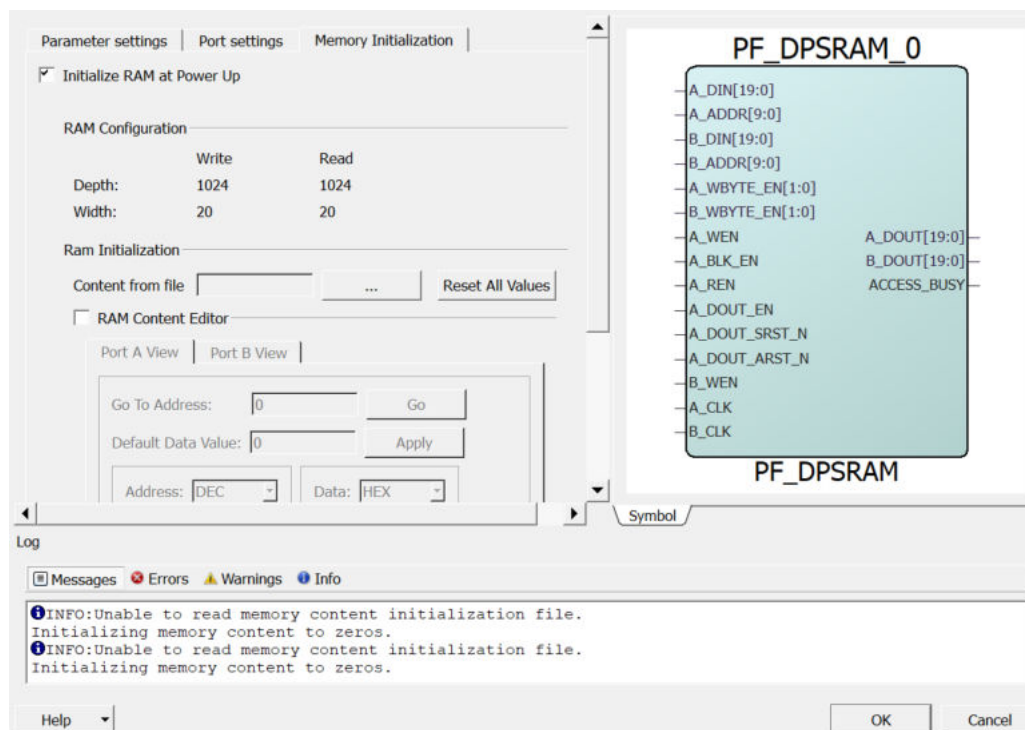 Parameter settings Port settings Memory Initialization
Initialize RAM at Power Up
RAM Configuration
Write Read
Depth: 1024 1024
Width: 20 20
Ram Initialization
Content from file ... Reset All Values
RAM Content Editor
Port A View Port B View
Go To Address: 0 Go
Default Data Value: 0 Apply
Address: DEC Data: HEX
PF_DPSRAM_0
A_DIN[19:0]
A_ADDR[9:0]
B_DIN[19:0]
B_ADDR[9:0]
A_WBYTE_EN[1:0]
B_WBYTE_EN[1:0]
A_WEN A_DOUT[19:0]
A_BLK_EN B_DOUT[19:0]
A_REN ACCESS_BUSY
A_DOUT_EN
A_DOUT_SRST_N
A_DOUT_ARST_N
B_WEN
A_CLK
B_CLK
PF_DPSRAM
Symbol
Log
Messages Errors Warnings Info
INFO:Unable to read memory content initialization file.
Initializing memory content to zeros.
INFO:Unable to read memory content initialization file.
Initializing memory content to zeros.
Help OK Cancel